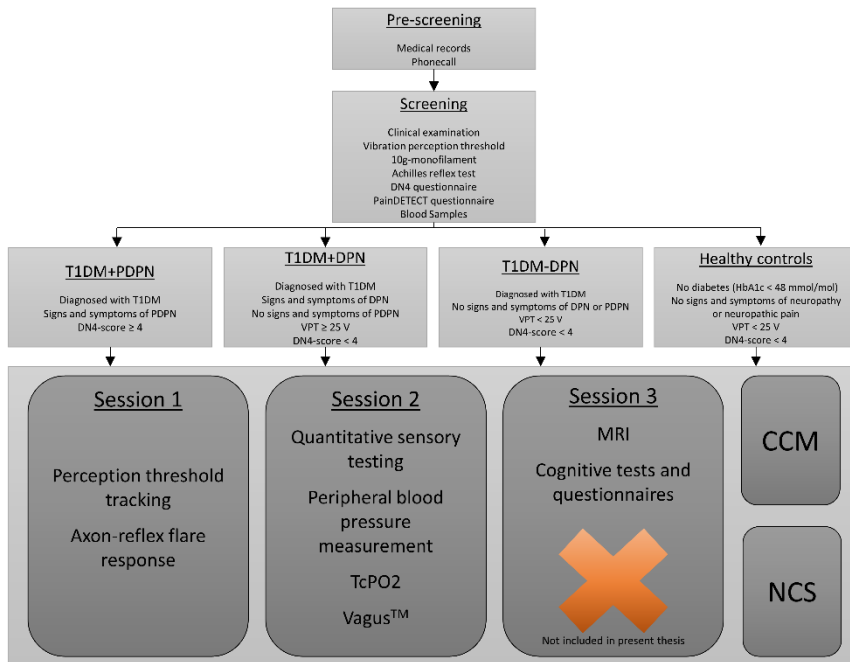 Pre-screening
Medical records
Phonecall
Screening
Clinical examination
Vibration perception threshold
10g-monofilament
Achilles reflex test
DN4 questionnaire
PainDETECT questionnaire
Blood Samples
T1DM+PDPN
Diagnosed with T1DM
Signs and symptoms of PDPN
DN4-score ≥ 4
T1DM+DPN
Diagnosed with T1DM
Signs and symptoms of DPN
No signs and symptoms of PDPN
VPT ≥ 25 V
DN4-score < 4
T1DM-DPN
Diagnosed with T1DM
No signs and symptoms of DPN or PDPN
VPT < 25 V
DN4-score < 4
Healthy controls
No diabetes (HbA1c < 48 mmol/mol)
No signs and symptoms of neuropathy
or neuropathic pain
VPT < 25 V
DN4-score < 4
Session 1
Perception threshold
tracking
Axon-reflex flare
response
Session 2
Quantitative sensory
testing
Peripheral blood
pressure
measurement
TcPO2
Vagus™
Session 3
MRI
Cognitive tests and
questionnaires
Not included in present thesis
CCM
NCS